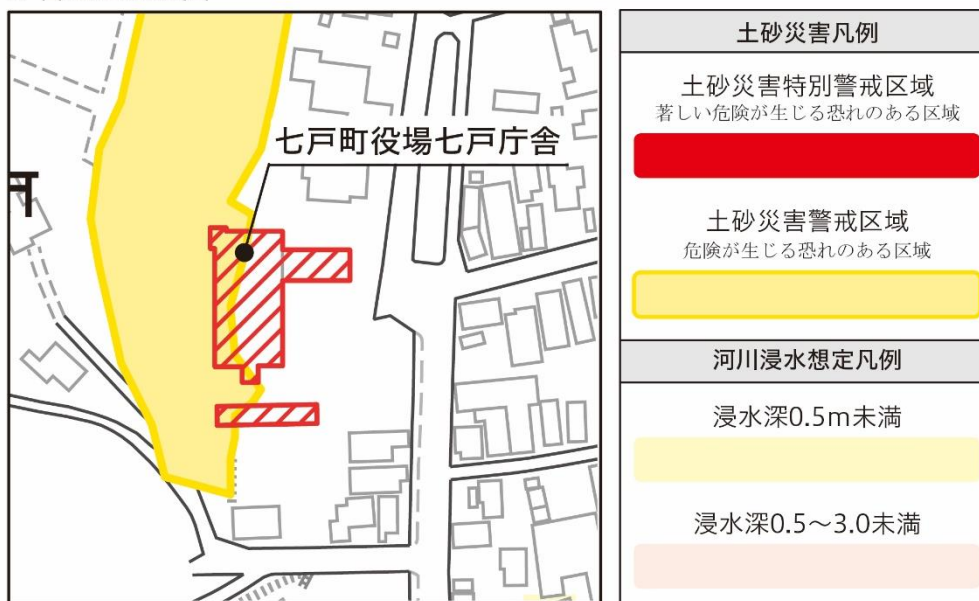 七戸町役場七戸庁舎
土砂災害凡例
土砂災害特別警戒区域
著しい危険が生じる恐れのある区域
土砂災害警戒区域
危険が生じる恐れのある区域
河川浸水想定凡例
浸水深0.5m未満
浸水深0.5～3.0未満